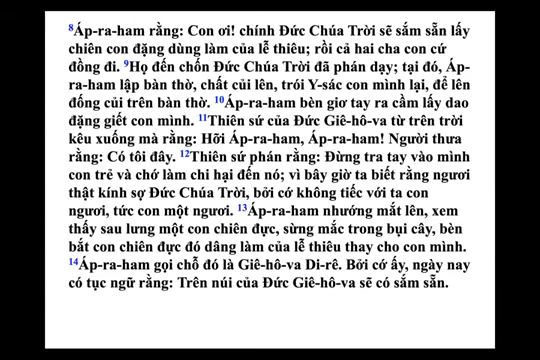 8Áp-ra-ham rằng: Con ơi! chính Đức Chúa Trời sẽ sắm sẵn lấy
chiên con đặng dùng làm của lễ thiêu; rồi cả hai cha con cứ
đồng đi. 9Họ đến chốn Đức Chúa Trời đã phán dạy; tại đó, Áp-
ra-ham lập bàn thờ, chất củi lên, trói Y-sác con mình lại, để lên
đống củi trên bàn thờ. 10Áp-ra-ham bèn giơ tay ra cầm lấy dao
đặng giết con mình. 11Thiên sứ của Đức Giê-hô-va từ trên trời
kêu xuống mà rằng: Hỡi Áp-ra-ham, Áp-ra-ham! Người thưa
rằng: Có tôi đây. 12Thiên sứ phán rằng: Đừng tra tay vào mình
con trẻ và chớ làm chi hại đến nó; vì bây giờ ta biết rằng ngươi
thật kính sợ Đức Chúa Trời, bởi cớ không tiếc với ta con
ngươi, tức con một ngươi. 13Áp-ra-ham nhướng mắt lên, xem
thấy sau lưng một con chiên đực, sừng mắc trong bụi cây, bèn
bắt con chiên đực đó dâng làm của lễ thiêu thay cho con mình.
14Áp-ra-ham gọi chỗ đó là Giê-hô-va Di-rê. Bởi cớ ấy, ngày nay
có tục ngữ rằng: Trên núi của Đức Giê-hô-va sẽ có sắm sẵn.